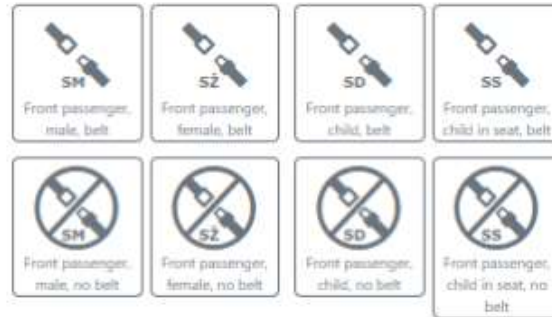 SM SŽ SD SS
Front passenger, Front passenger, Front passenger, Front passenger,
male, belt female, belt child, belt child in seat, belt
SM SŽ SD SS
Front passenger, Front passenger, Front passenger, Front passenger,
male, no belt female, no belt child, no belt child in seat, no
belt